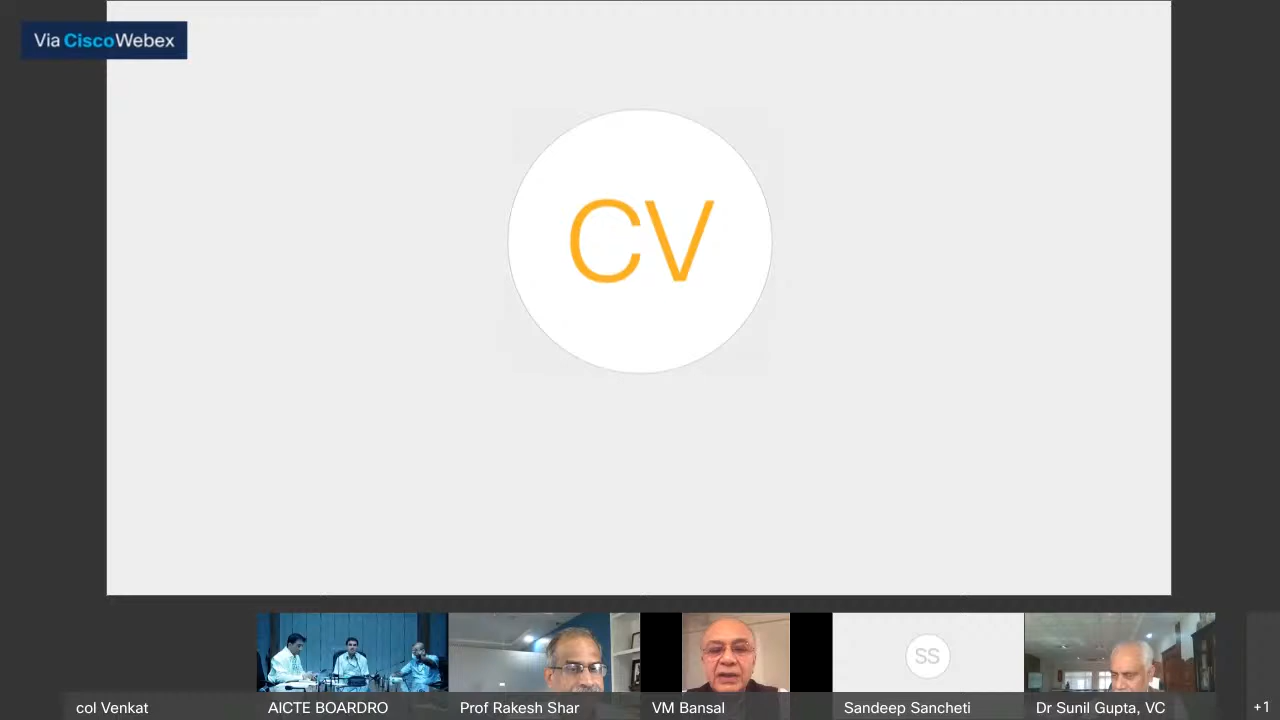 Via CiscoWebex
CV
SS
col Venkat
AICTE BOARDRO
Prof Rakesh Shar
VM Bansal
Sandeep Sancheti
Dr Sunil Gupta, VC
+1